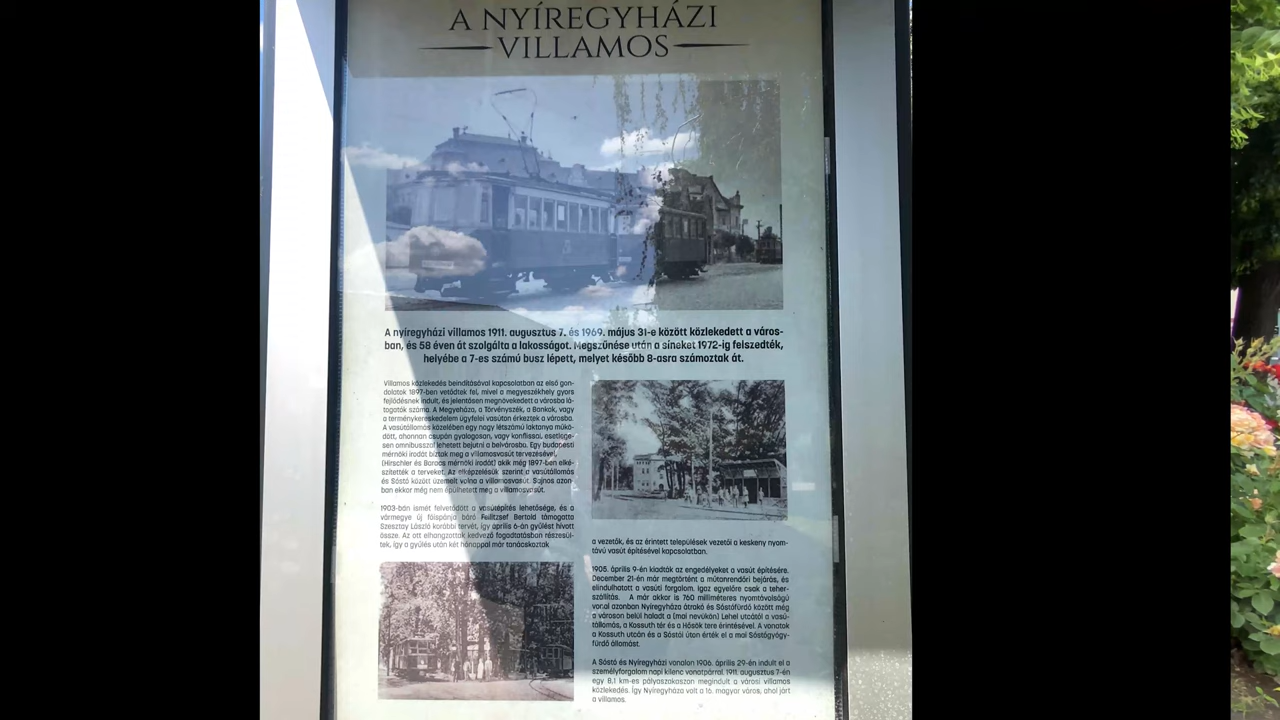 A NYÍREGYHÁZI
VILLAMOS
A nyíregyházi villamos 1911. augusztus 7. és 1969. május 31-e között közlekedett a város-
ban, és 58 éven át szolgálta a lakosságot. Megszűnése után a síneket 1972-ig felszedték,
helyébe a 7-es számú busz lépett, melyet később 8-asra számoztak át.
Villamos közlekedés beindításával kapcsolatban az első gon-
dolatok 1897-ben vetődtek fel, mivel a megyeszékhely gyors
fejlődésnek indult, és jelentősen megnövekedett a városba lá-
togatók száma. A Megyeháza, a Törvényszék, a Bankok, vagy
a terménykereskedelem ügyfelei vasúton érkeztek a városba.
A vasútállomás közelében egy nagy létszámú laktanya műkö-
dött, ahonnan csupán gyalogosan, vagy konflissal, esetlege-
sen omnibusszal lehetett bejutni a belvárosba. Egy budapesti
mérnöki irodát bíztak meg a villamosvasút tervezésével,
(Hirschler és Baracs mérnöki irodát) akik még 1897-ben elké-
szítették a terveket. Az elképzelésük szerint a vasútállomás
és Sóstó között üzemelt volna a villamosvasút. Sajnos azon-
ban ekkor még nem épülhetett meg a villamosvasút.
1903-bán ismét felvetődött a vasútépítés lehetősége, és a
vármegye új főispánja báró Feilitzsef Bertold támogatta
Szesztay László korábbi tervét, így április 6-án gyűlést hívott
össze. Az ott elhangzottak kedvező fogadtatásban részesül-
tek, így a gyűlés után két hónappal már tanácskoztak
a vezetők, és az érintett települések vezetői a keskeny nyom-
távú vasút építésével kapcsolatban.
1905. április 9-én kiadták az engedélyeket a vasút építésére.
December 21-én már megtörtént a műtanrendőri bejárás, és
elindulhatott a vasúti forgalom. Igaz egyelőre csak a teher-
szállítás. A már akkor is 760 milliméteres nyomtávolságú
vonal azonban Nyíregyháza átrakó és Sóstófürdő között még
a városon belül haladt a (mai nevükön) Lehel utcától a vasú-
tállomás, a Kossuth tér és a Hősök tere érintésével. A vonatok
a Kossuth utcán és a Sóstói úton érték el a mai Sóstógyógy-
fürdő állomást.
A Sóstó és Nyíregyházi vonalon 1906. április 29-én indult el a
személyforgalom napi kilenc vonatpárral. 1911. augusztus 7-én
egy 8,1 km-es pályaszakaszon megindult a városi villamos
közlekedés. Így Nyíregyháza volt a 16. magyar város, ahol járt
a villamos.